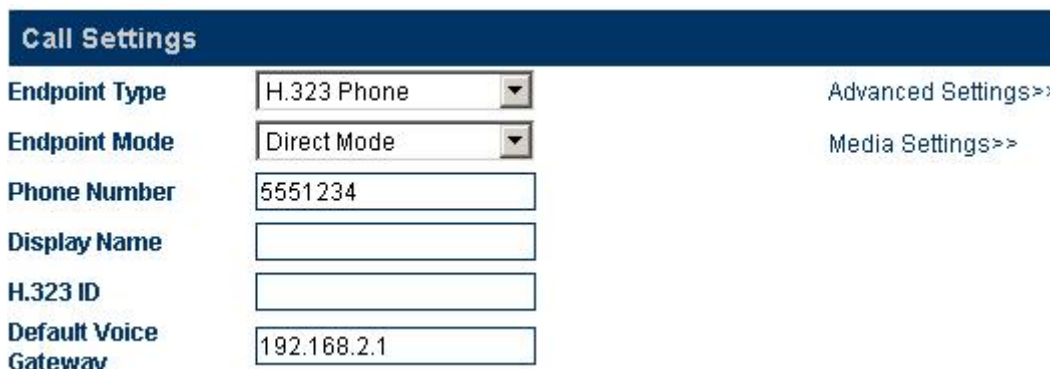 Call Settings
Endpoint Type H.323 Phone Advanced Settings>>
Endpoint Mode Direct Mode Media Settings>>
Phone Number 5551234
Display Name
H.323 ID
Default Voice
Gateway 192.168.2.1